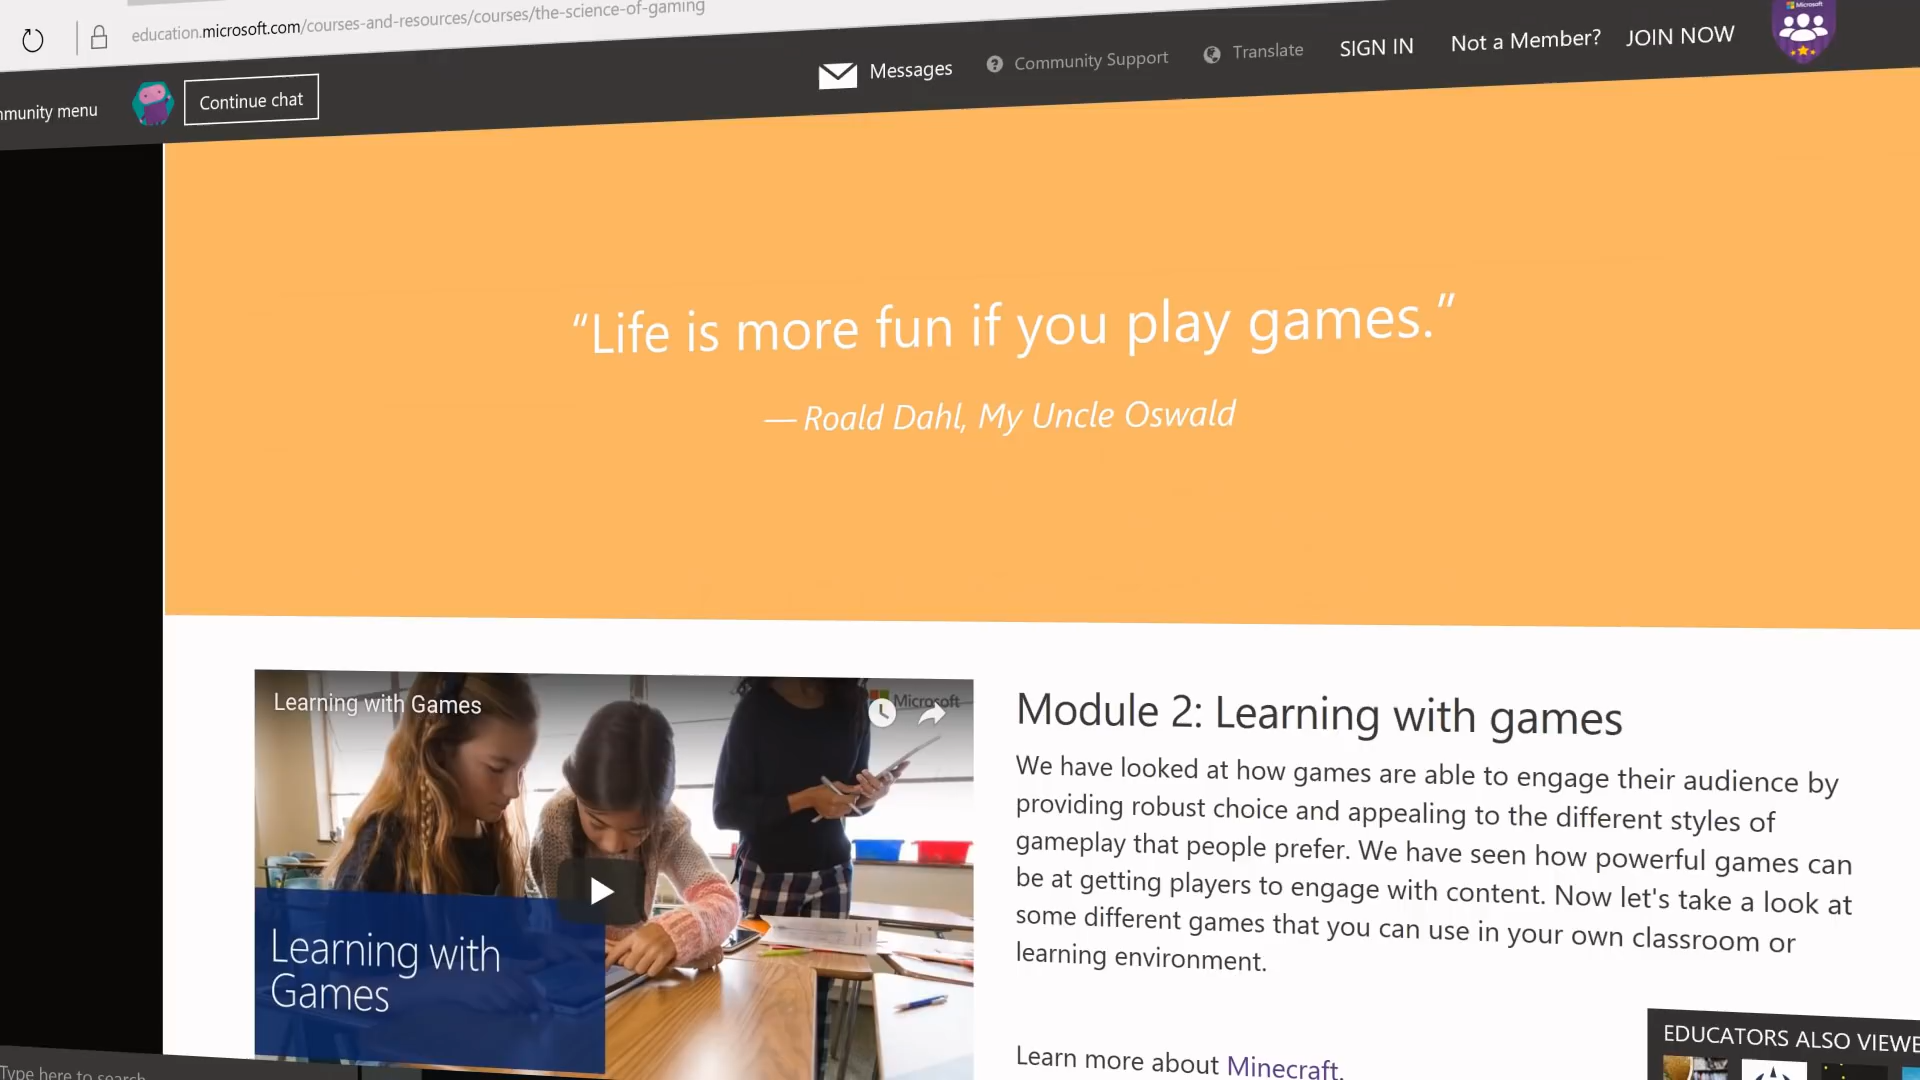 education.microsoft.com/courses-and-resources/courses/the-science-of-gaming
Microsoft
menu
Continue chat
Messages
Community Support
Translate
SIGN IN
Not a Member?
JOIN NOW
“Life is more fun if you play games.”
— Roald Dahl, My Uncle Oswald
Learning with Games
Microsoft
Learning with
Games
Module 2: Learning with games
We have looked at how games are able to engage their audience by
providing robust choice and appealing to the different styles of
gameplay that people prefer. We have seen how powerful games can
be at getting players to engage with content. Now let's take a look at
some different games that you can use in your own classroom or
learning environment.
Learn more about Minecraft.
EDUCATORS ALSO VIEWE
Type here to search